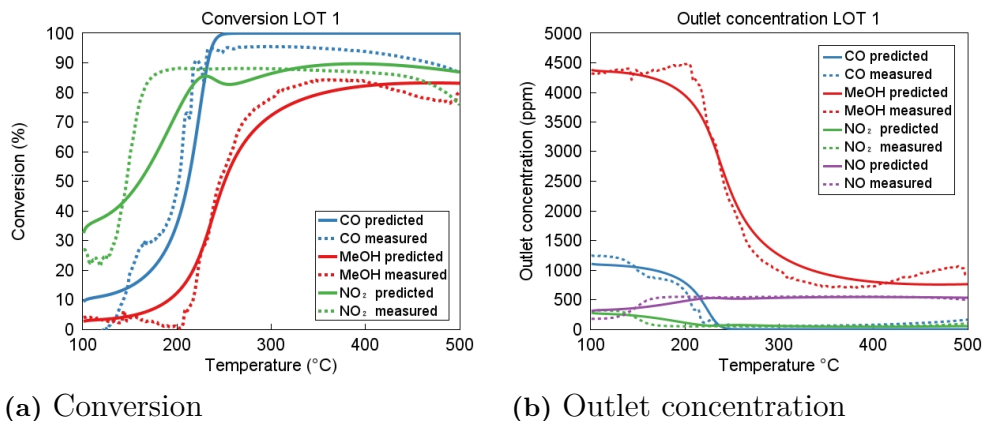 Conversion LOT 1
100
90
80
70
60
50
40
30
20
10
0
Conversion (%)
CO predicted
CO measured
MeOH predicted
MeOH measured
NO₂ predicted
NO₂ measured
100 200 300 400 500
Temperature (°C)
(a) Conversion
Outlet concentration LOT 1
5000
4500
4000
3500
3000
2500
2000
1500
1000
500
0
Outlet concentration (ppm)
CO predicted
CO measured
MeOH predicted
MeOH measured
NO₂ predicted
NO₂ measured
NO predicted
NO measured
100 200 300 400 500
Temperature °C
(b) Outlet concentration